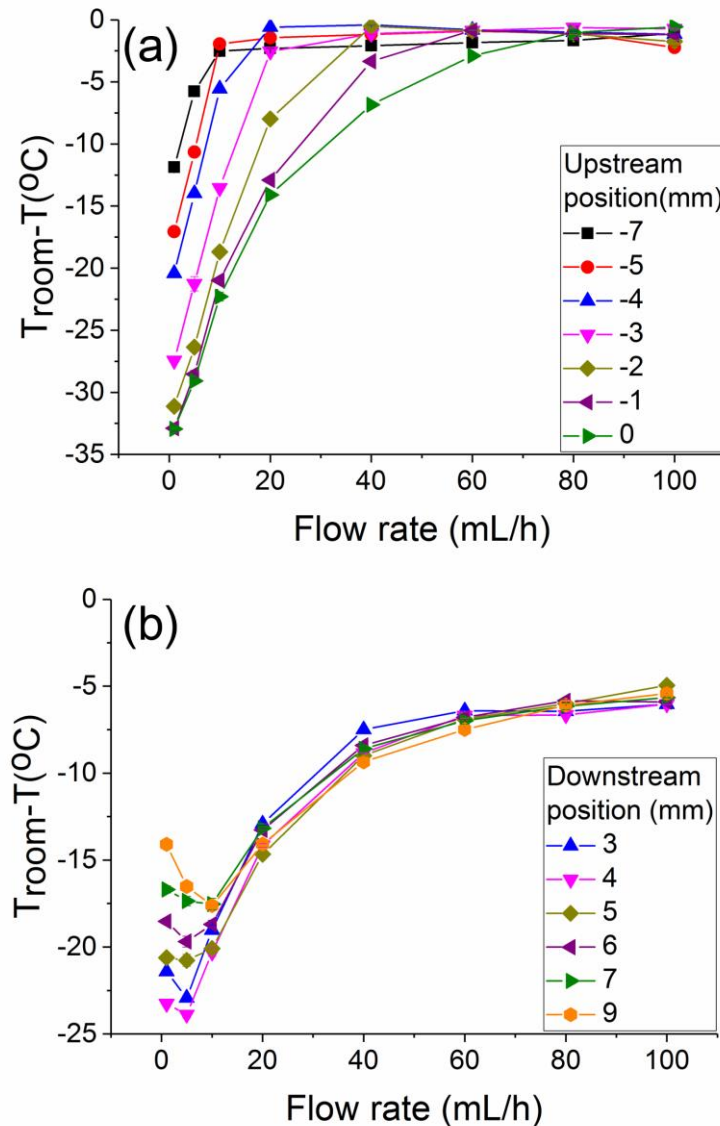 (a)
0
-5
-10
-15
-20
-25
-30
-35
Troom-T(ºC)
Upstream
position(mm)
-7
-5
-4
-3
-2
-1
0
0 20 40 60 80 100
Flow rate (mL/h)
(b)
0
-5
-10
-15
-20
-25
Troom-T(ºC)
Downstream
position (mm)
3
4
5
6
7
9
0 20 40 60 80 100
Flow rate (mL/h)